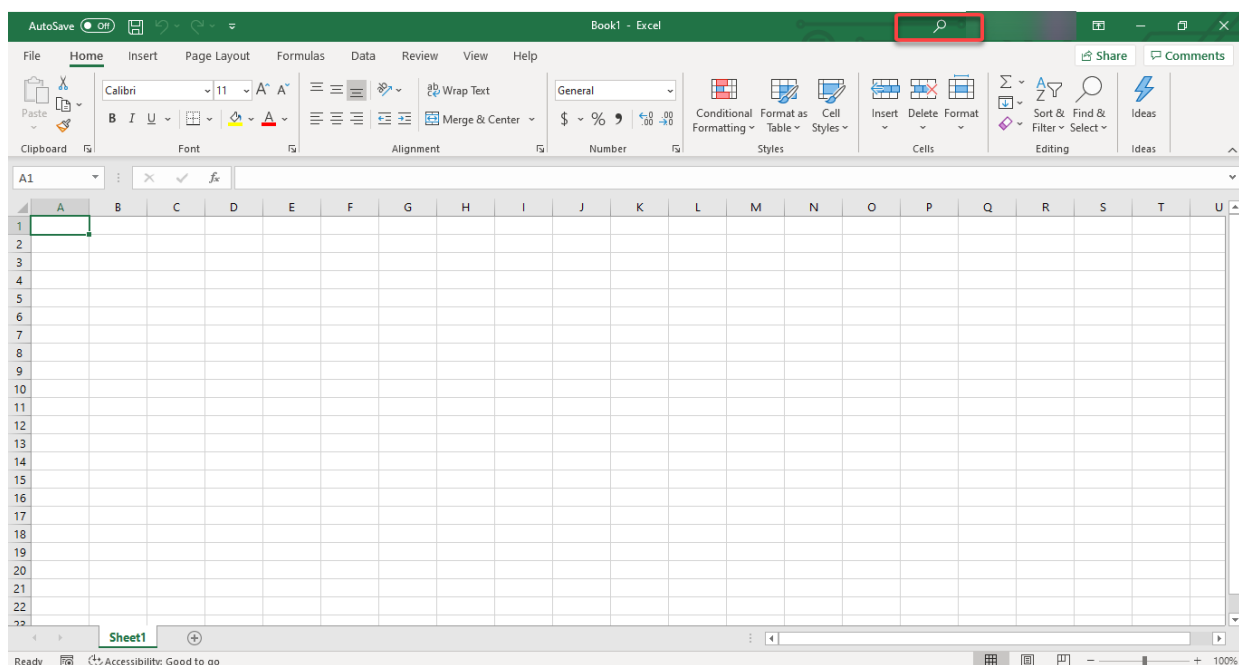 AutoSave Off Book1 - Excel
File Home Insert Page Layout Formulas Data Review View Help Share Comments
Calibri 11 A^ A˅ ab Wrap Text General Σ
Paste B I U A Merge & Center $ % 9 Conditional Format as Cell Insert Delete Format Sort & Find & Ideas
Formatting Table Styles Filter Select
Clipboard Font Alignment Number Styles Cells Editing Ideas
A1 fx
A B C D E F G H I J K L M N O P Q R S T U
1
2
3
4
5
6
7
8
9
10
11
12
13
14
15
16
17
18
19
20
21
22
23
Sheet1
Ready Accessibility: Good to go 100%